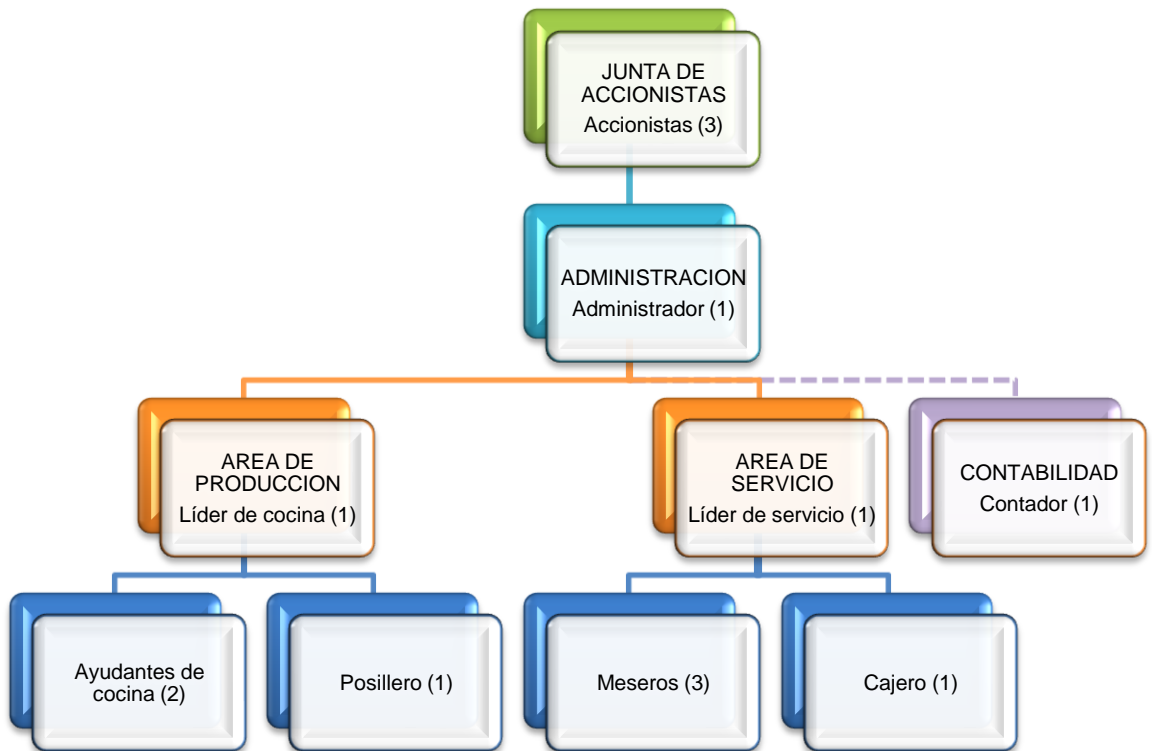 JUNTA DE
ACCIONISTAS
Accionistas (3)
ADMINISTRACION
Administrador (1)
AREA DE
PRODUCCION
Líder de cocina (1)
AREA DE
SERVICIO
Líder de servicio (1)
CONTABILIDAD
Contador (1)
Ayudantes de
cocina (2)
Posillero (1)
Meseros (3)
Cajero (1)